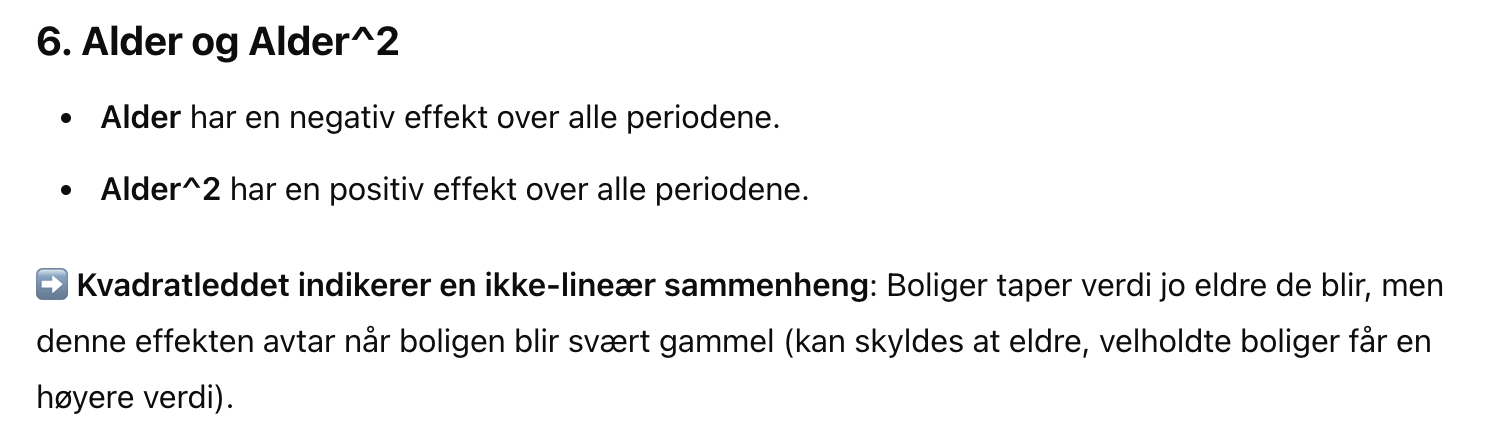 6. Alder og Alder^2
• Alder har en negativ effekt over alle periodene.
• Alder^2 har en positiv effekt over alle periodene.
➡️ Kvadratleddet indikerer en ikke-lineær sammenheng: Boliger taper verdi jo eldre de blir, men
denne effekten avtar når boligen blir svært gammel (kan skyldes at eldre, velholdte boliger får en
høyere verdi).